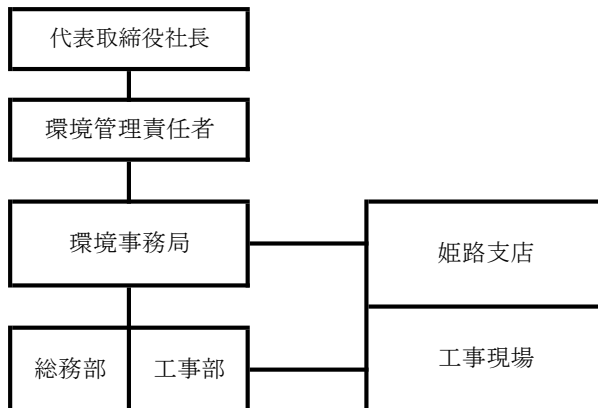 代表取締役社長
環境管理責任者
環境事務局
姫路支店
総務部
工事部
工事現場